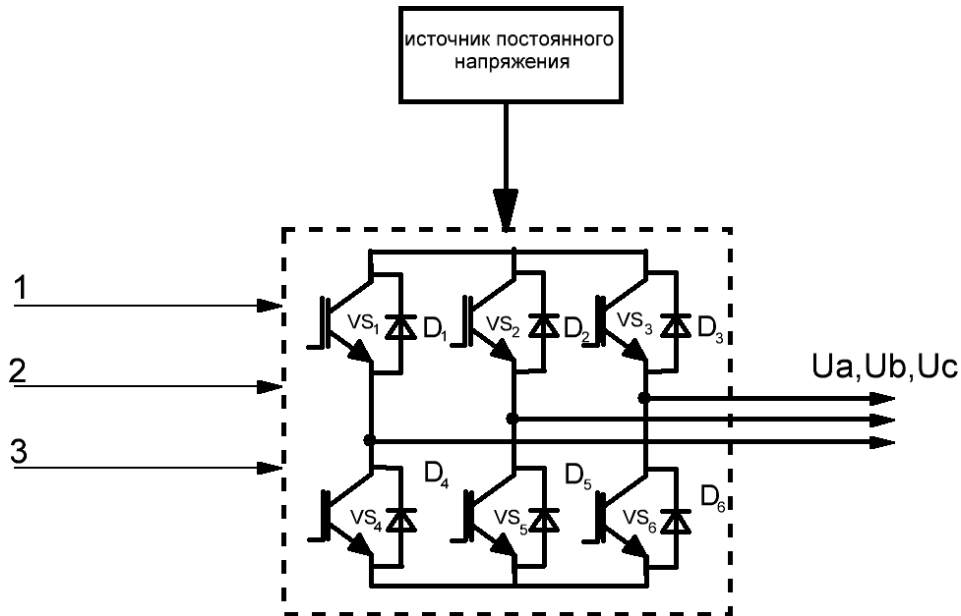 источник постоянного
напряжения
1
VS₁ D₁ VS₂ D₂ VS₃ D₃
2
Ua,Ub,Uc
3
D₄ D₅ D₆
VS₄ VS₅ VS₆